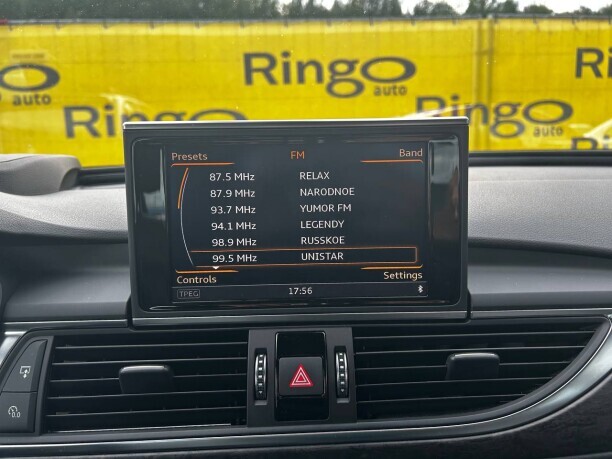 RingO
auto
RingO
auto
RingO
auto
Presets FM Band
87.5 MHz RELAX
87.9 MHz NARODNOE
93.7 MHz YUMOR FM
94.1 MHz LEGENDY
98.9 MHz RUSSKOE
99.5 MHz UNISTAR
Controls Settings
TPEG 17:56